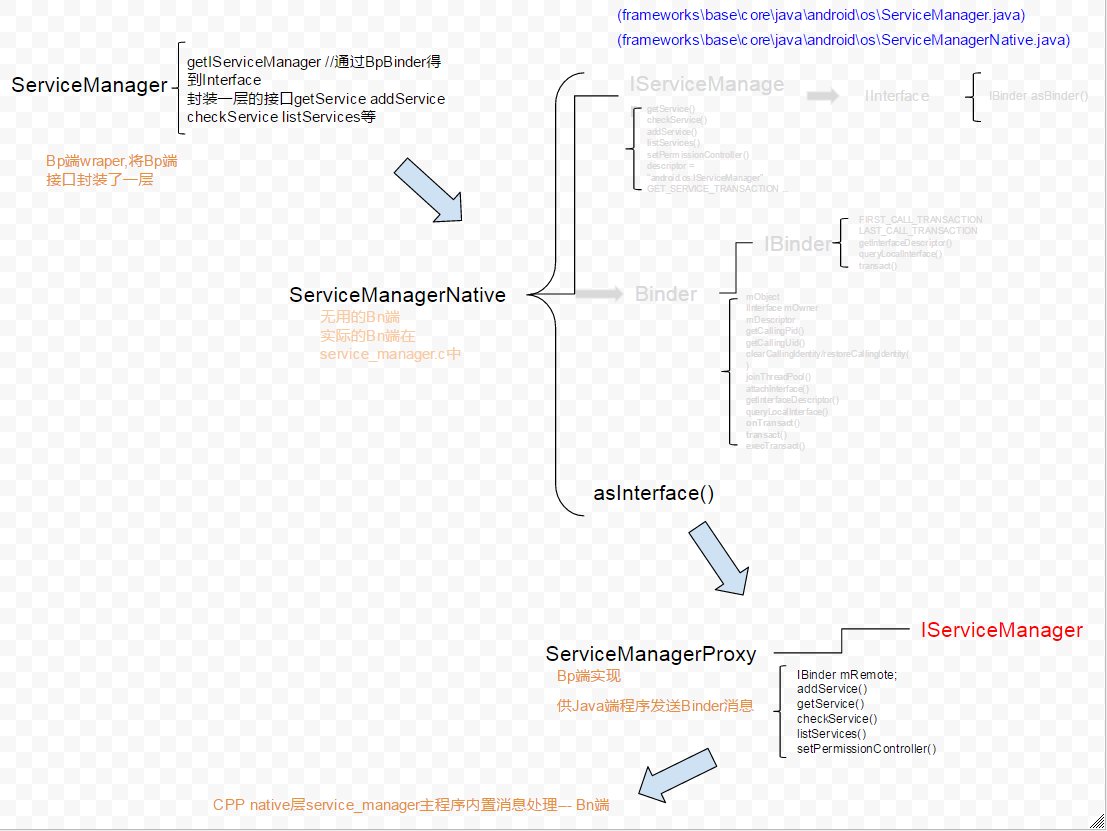 (frameworks\base\core\java\android\os\ServiceManager.java)
(frameworks\base\core\java\android\os\ServiceManagerNative.java)
ServiceManager
getIServiceManager //通过BpBinder得
到Interface
封装一层的接口getService addService
checkService listServices等
Bp端wraper,将Bp端
接口封装了一层
IServiceManage
getService()
checkService()
addService()
listServices()
setPermissionController()
descriptor =
"android.os.IServiceManager"
GET_SERVICE_TRANSACTION ...
IInterface
IBinder asBinder()
IBinder
FIRST_CALL_TRANSACTION
LAST_CALL_TRANSACTION
getInterfaceDescriptor()
queryLocalInterface()
transact()
ServiceManagerNative
无用的Bn端
实际的Bn端在
service_manager.c中
Binder
mObject
IInterface mOwner
mDescriptor
getCallingPid()
getCallingUid()
clearCallingIdentity/restoreCallingIdentity(
)
joinThreadPool()
attachInterface()
getInterfaceDescriptor()
queryLocalInterface()
onTransact()
transact()
execTransact()
asInterface()
ServiceManagerProxy
Bp端实现
供Java端程序发送Binder消息
IServiceManager
IBinder mRemote;
addService()
getService()
checkService()
listServices()
setPermissionController()
CPP native层service_manager主程序内置消息处理--- Bn端